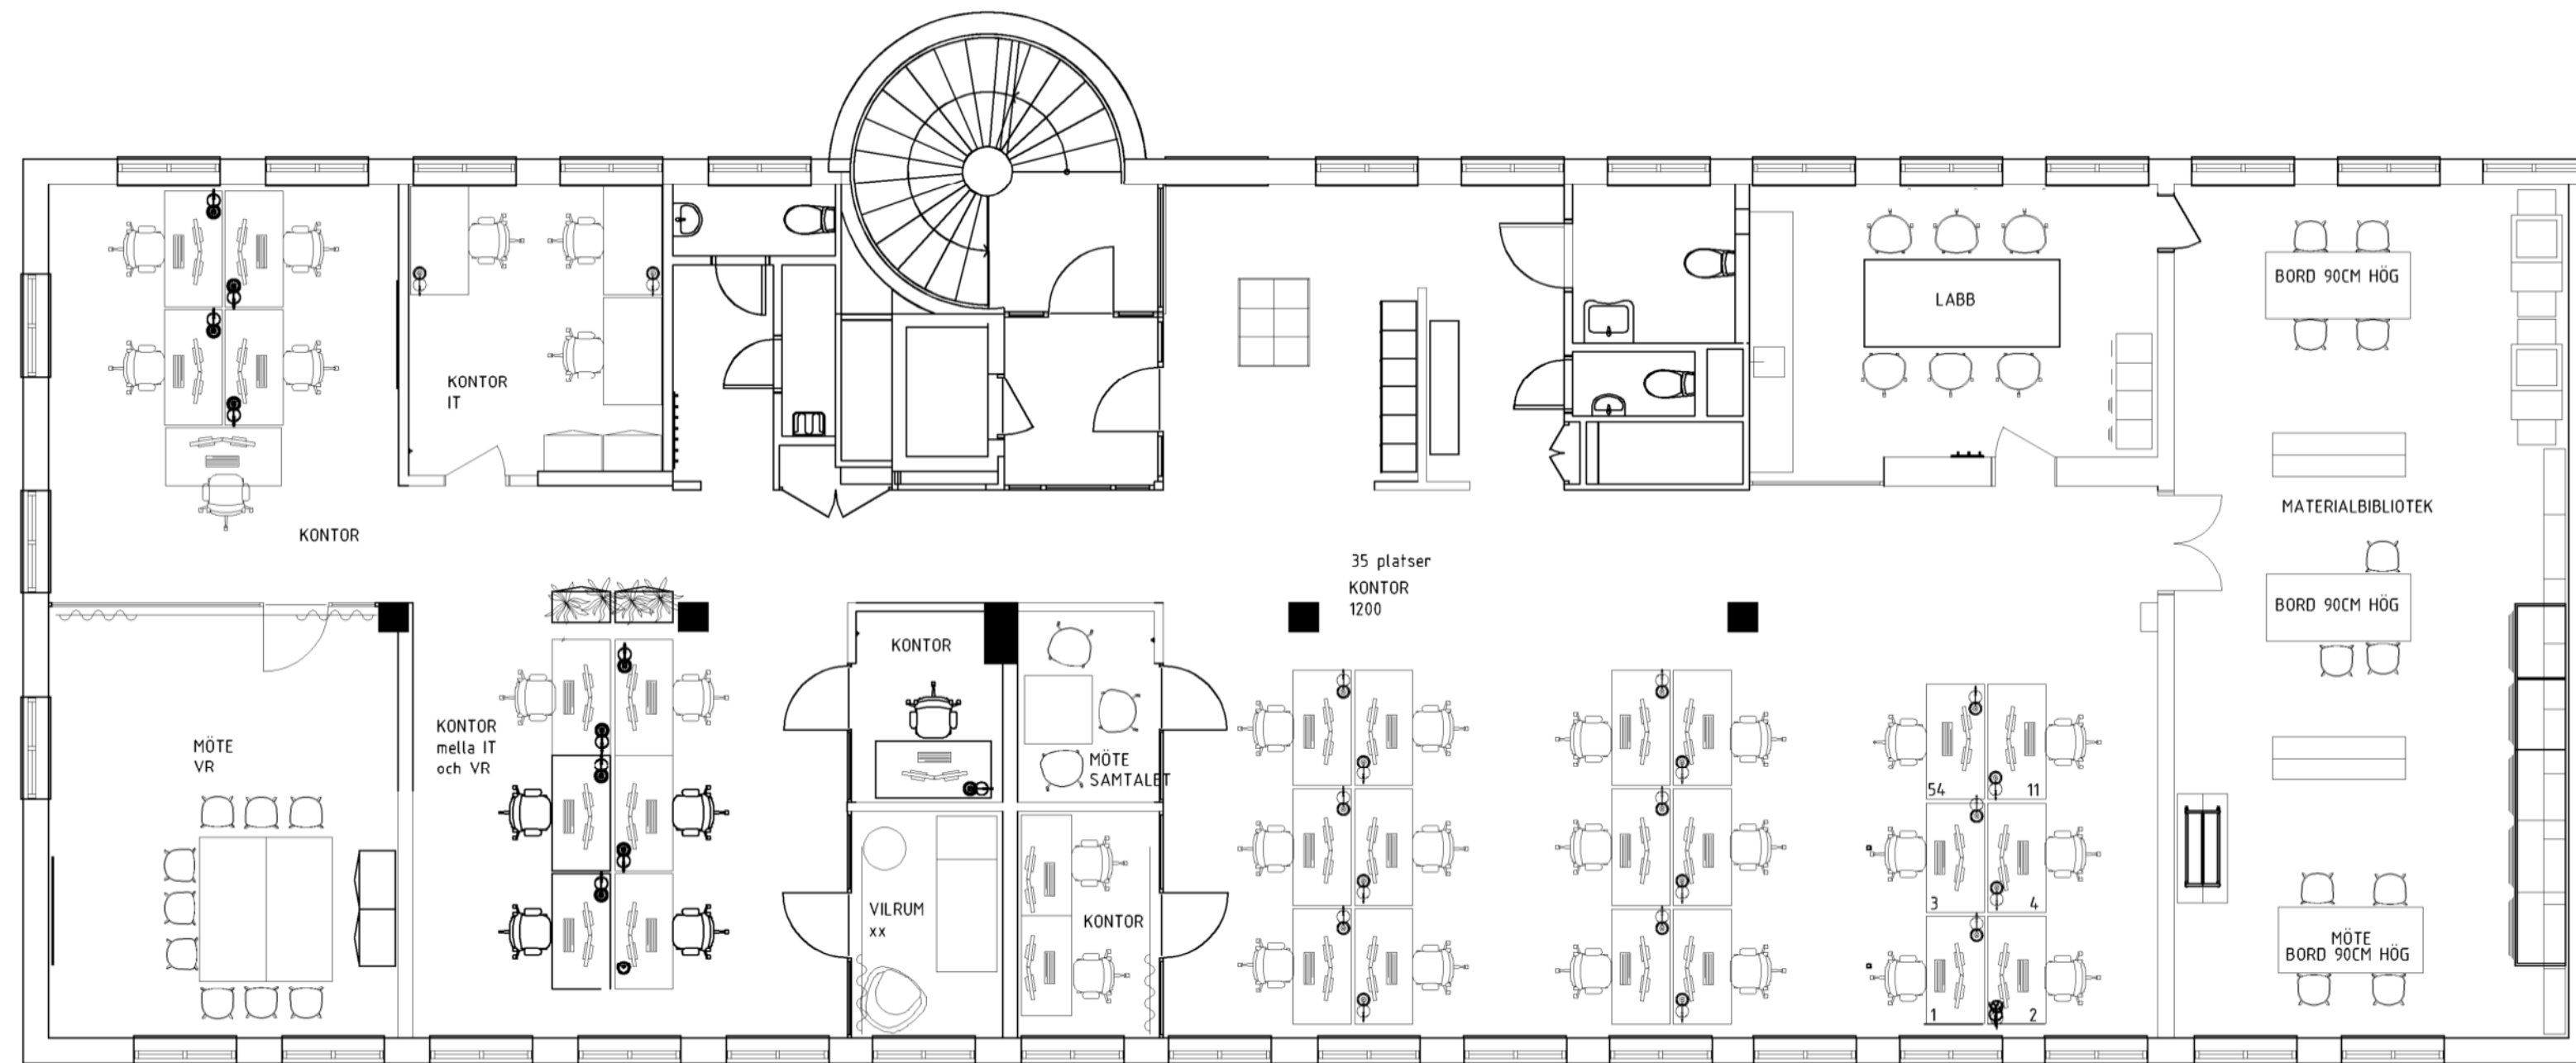 KONTOR
IT
KONTOR
MÖTE
VR
KONTOR
mella IT
och VR
KONTOR
MÖTE
SAMTALET
VILRUM
xx
KONTOR
35 platser
KONTOR
1200
54
11
3
4
1
2
LABB
BORD 90CM HÖG
MATERIALBIBLIOTEK
BORD 90CM HÖG
MÖTE
BORD 90CM HÖG